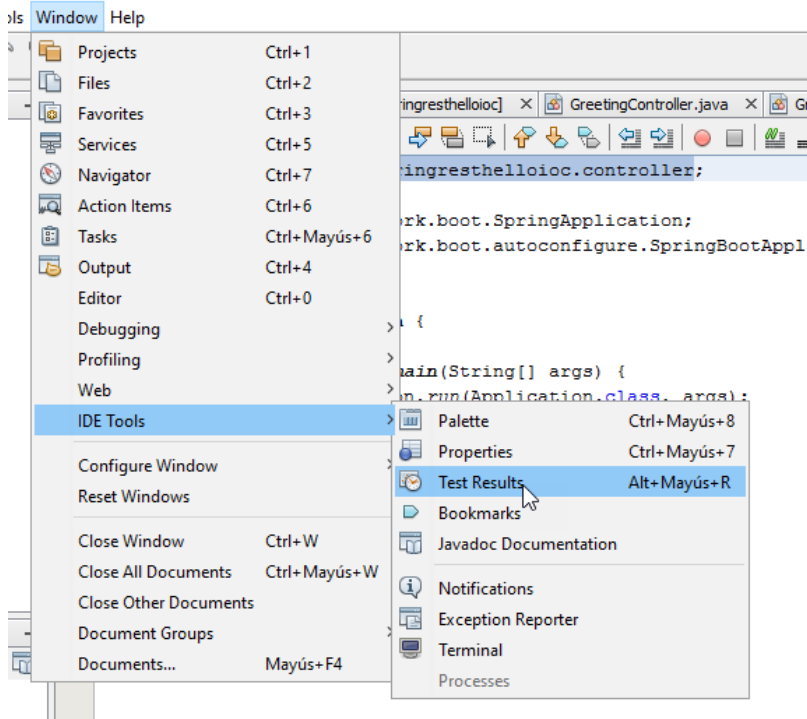 ols Window Help
Projects Ctrl+1
Files Ctrl+2
Favorites Ctrl+3
Services Ctrl+5
Navigator Ctrl+7
Action Items Ctrl+6
Tasks Ctrl+Mayús+6
Output Ctrl+4
Editor Ctrl+0
Debugging
Profiling
Web
IDE Tools
Configure Window
Reset Windows
Close Window Ctrl+W
Close All Documents Ctrl+Mayús+W
Close Other Documents
Document Groups
Documents... Mayús+F4
ringresthelloioc] GreetingController.java G
ringresthelloioc.controller;
ork.boot.SpringApplication;
ork.boot.autoconfigure.SpringBootAppl
{
main(String[] args) {
n.run(Application.class, args);
Palette Ctrl+Mayús+8
Properties Ctrl+Mayús+7
Test Results Alt+Mayús+R
Bookmarks
Javadoc Documentation
Notifications
Exception Reporter
Terminal
Processes